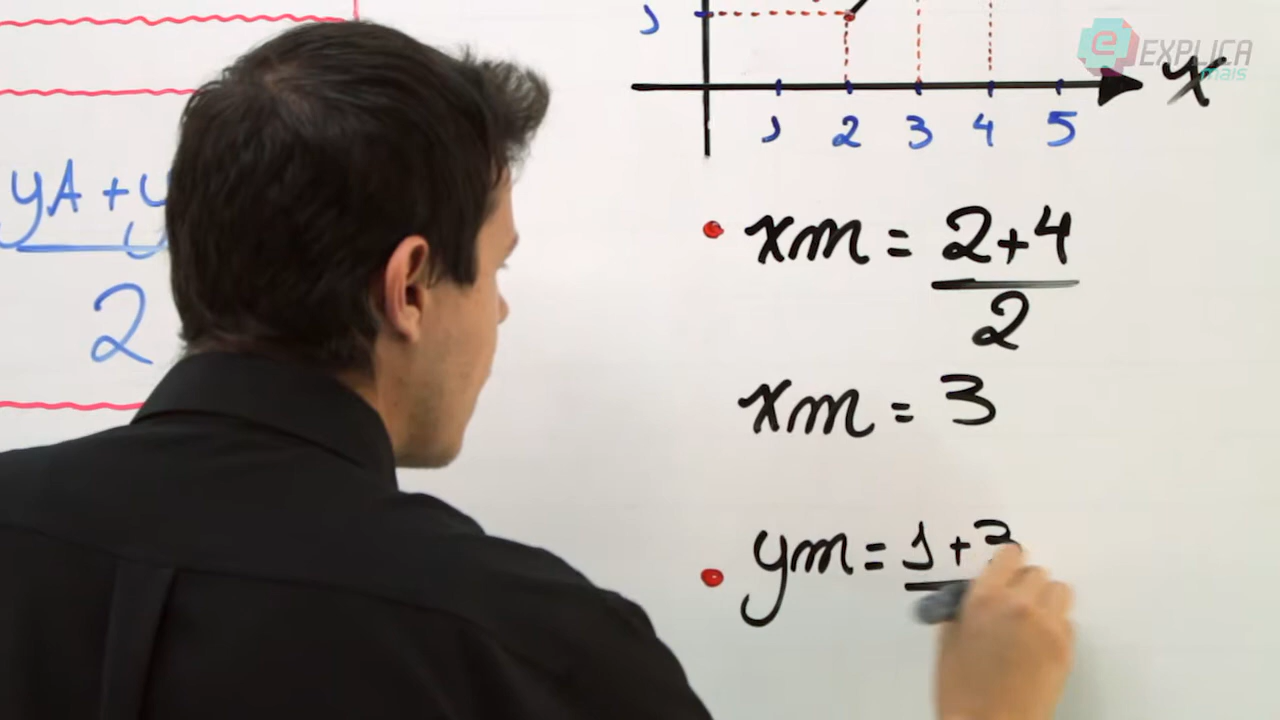 EXPLICA
mais
1
x
1 2 3 4 5
yA + y
2
xm = 2+4
2
xm = 3
ym = 1+3